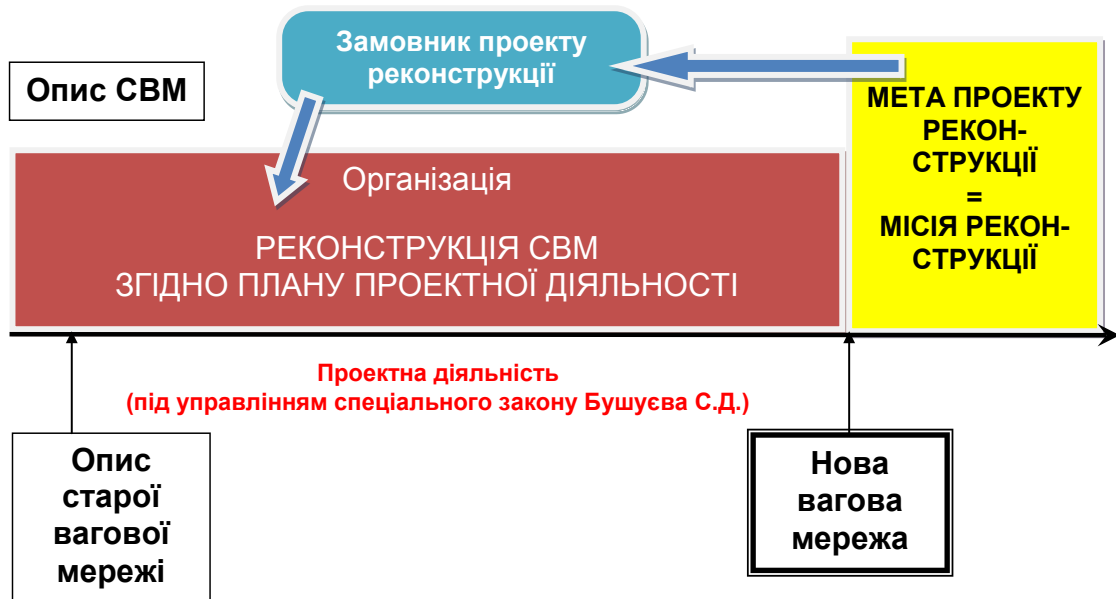 Замовник проекту
реконструкції
Опис СВМ
МЕТА ПРОЕКТУ
РЕКОН-
СТРУКЦІЇ
=
МІСІЯ РЕКОН-
СТРУКЦІЇ
Організація
РЕКОНСТРУКЦІЯ СВМ
ЗГІДНО ПЛАНУ ПРОЕКТНОЇ ДІЯЛЬНОСТІ
Проектна діяльність
(під управлінням спеціального закону Бушуєва С.Д.)
Опис
старої
вагової
мережі
Нова
вагова
мережа